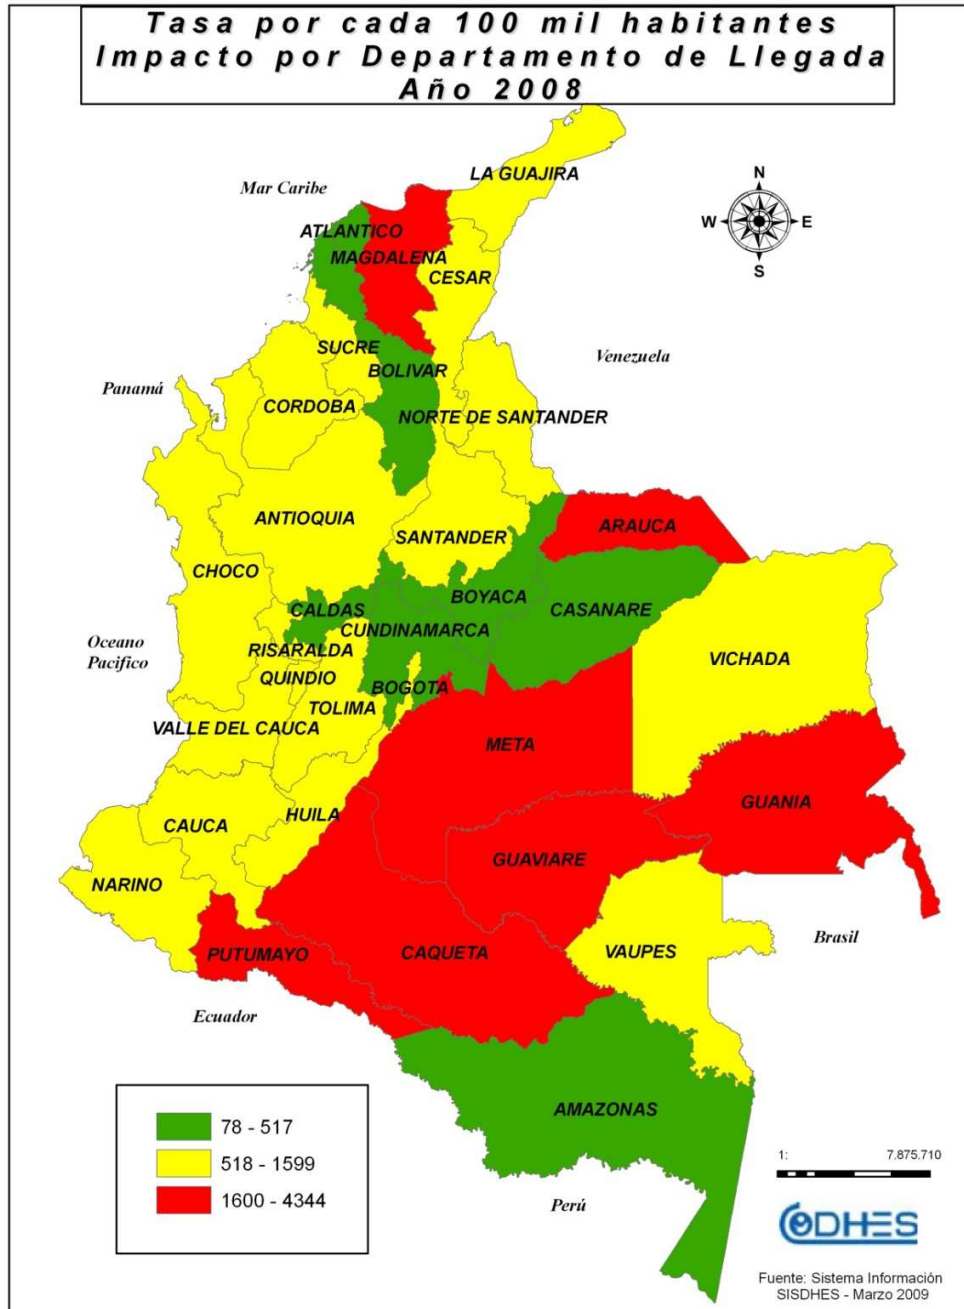 Tasa por cada 100 mil habitantes
Impacto por Departamento de Llegada
Año 2008
LA GUAJIRA
Mar Caribe
N
W
E
S
ATLANTICO
MAGDALENA
CESAR
SUCRE
Venezuela
BOLIVAR
Panamá
CORDOBA
NORTE DE SANTANDER
ANTIOQUIA
ARAUCA
SANTANDER
CHOCO
BOYACA
CALDAS
CASANARE
CUNDINAMARCA
Oceano
Pacifico
RISARALDA
VICHADA
QUINDIO
BOGOTA
TOLIMA
VALLE DEL CAUCA
META
GUANIA
HUILA
CAUCA
GUAVIARE
NARINO
Brasil
PUTUMAYO
CAQUETA
VAUPES
Ecuador
AMAZONAS
78 - 517
518 - 1599
1600 - 4344
1:
7.875.710
Perú
CODHES
Fuente: Sistema Información
SISDHES - Marzo 2009